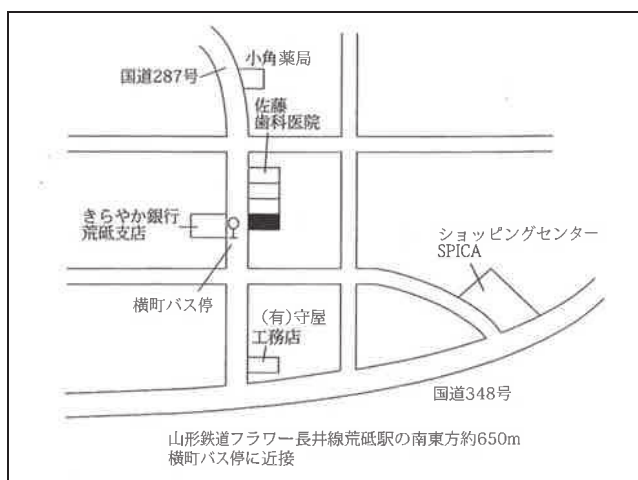 小角薬局
国道287号
佐藤
歯科医院
きらやか銀行
荒砥支店
ショッピングセンター
SPICA
横町バス停
(有)守屋
工務店
国道348号
山形鉄道フラワー長井線荒砥駅の南東方約650m
横町バス停に近接